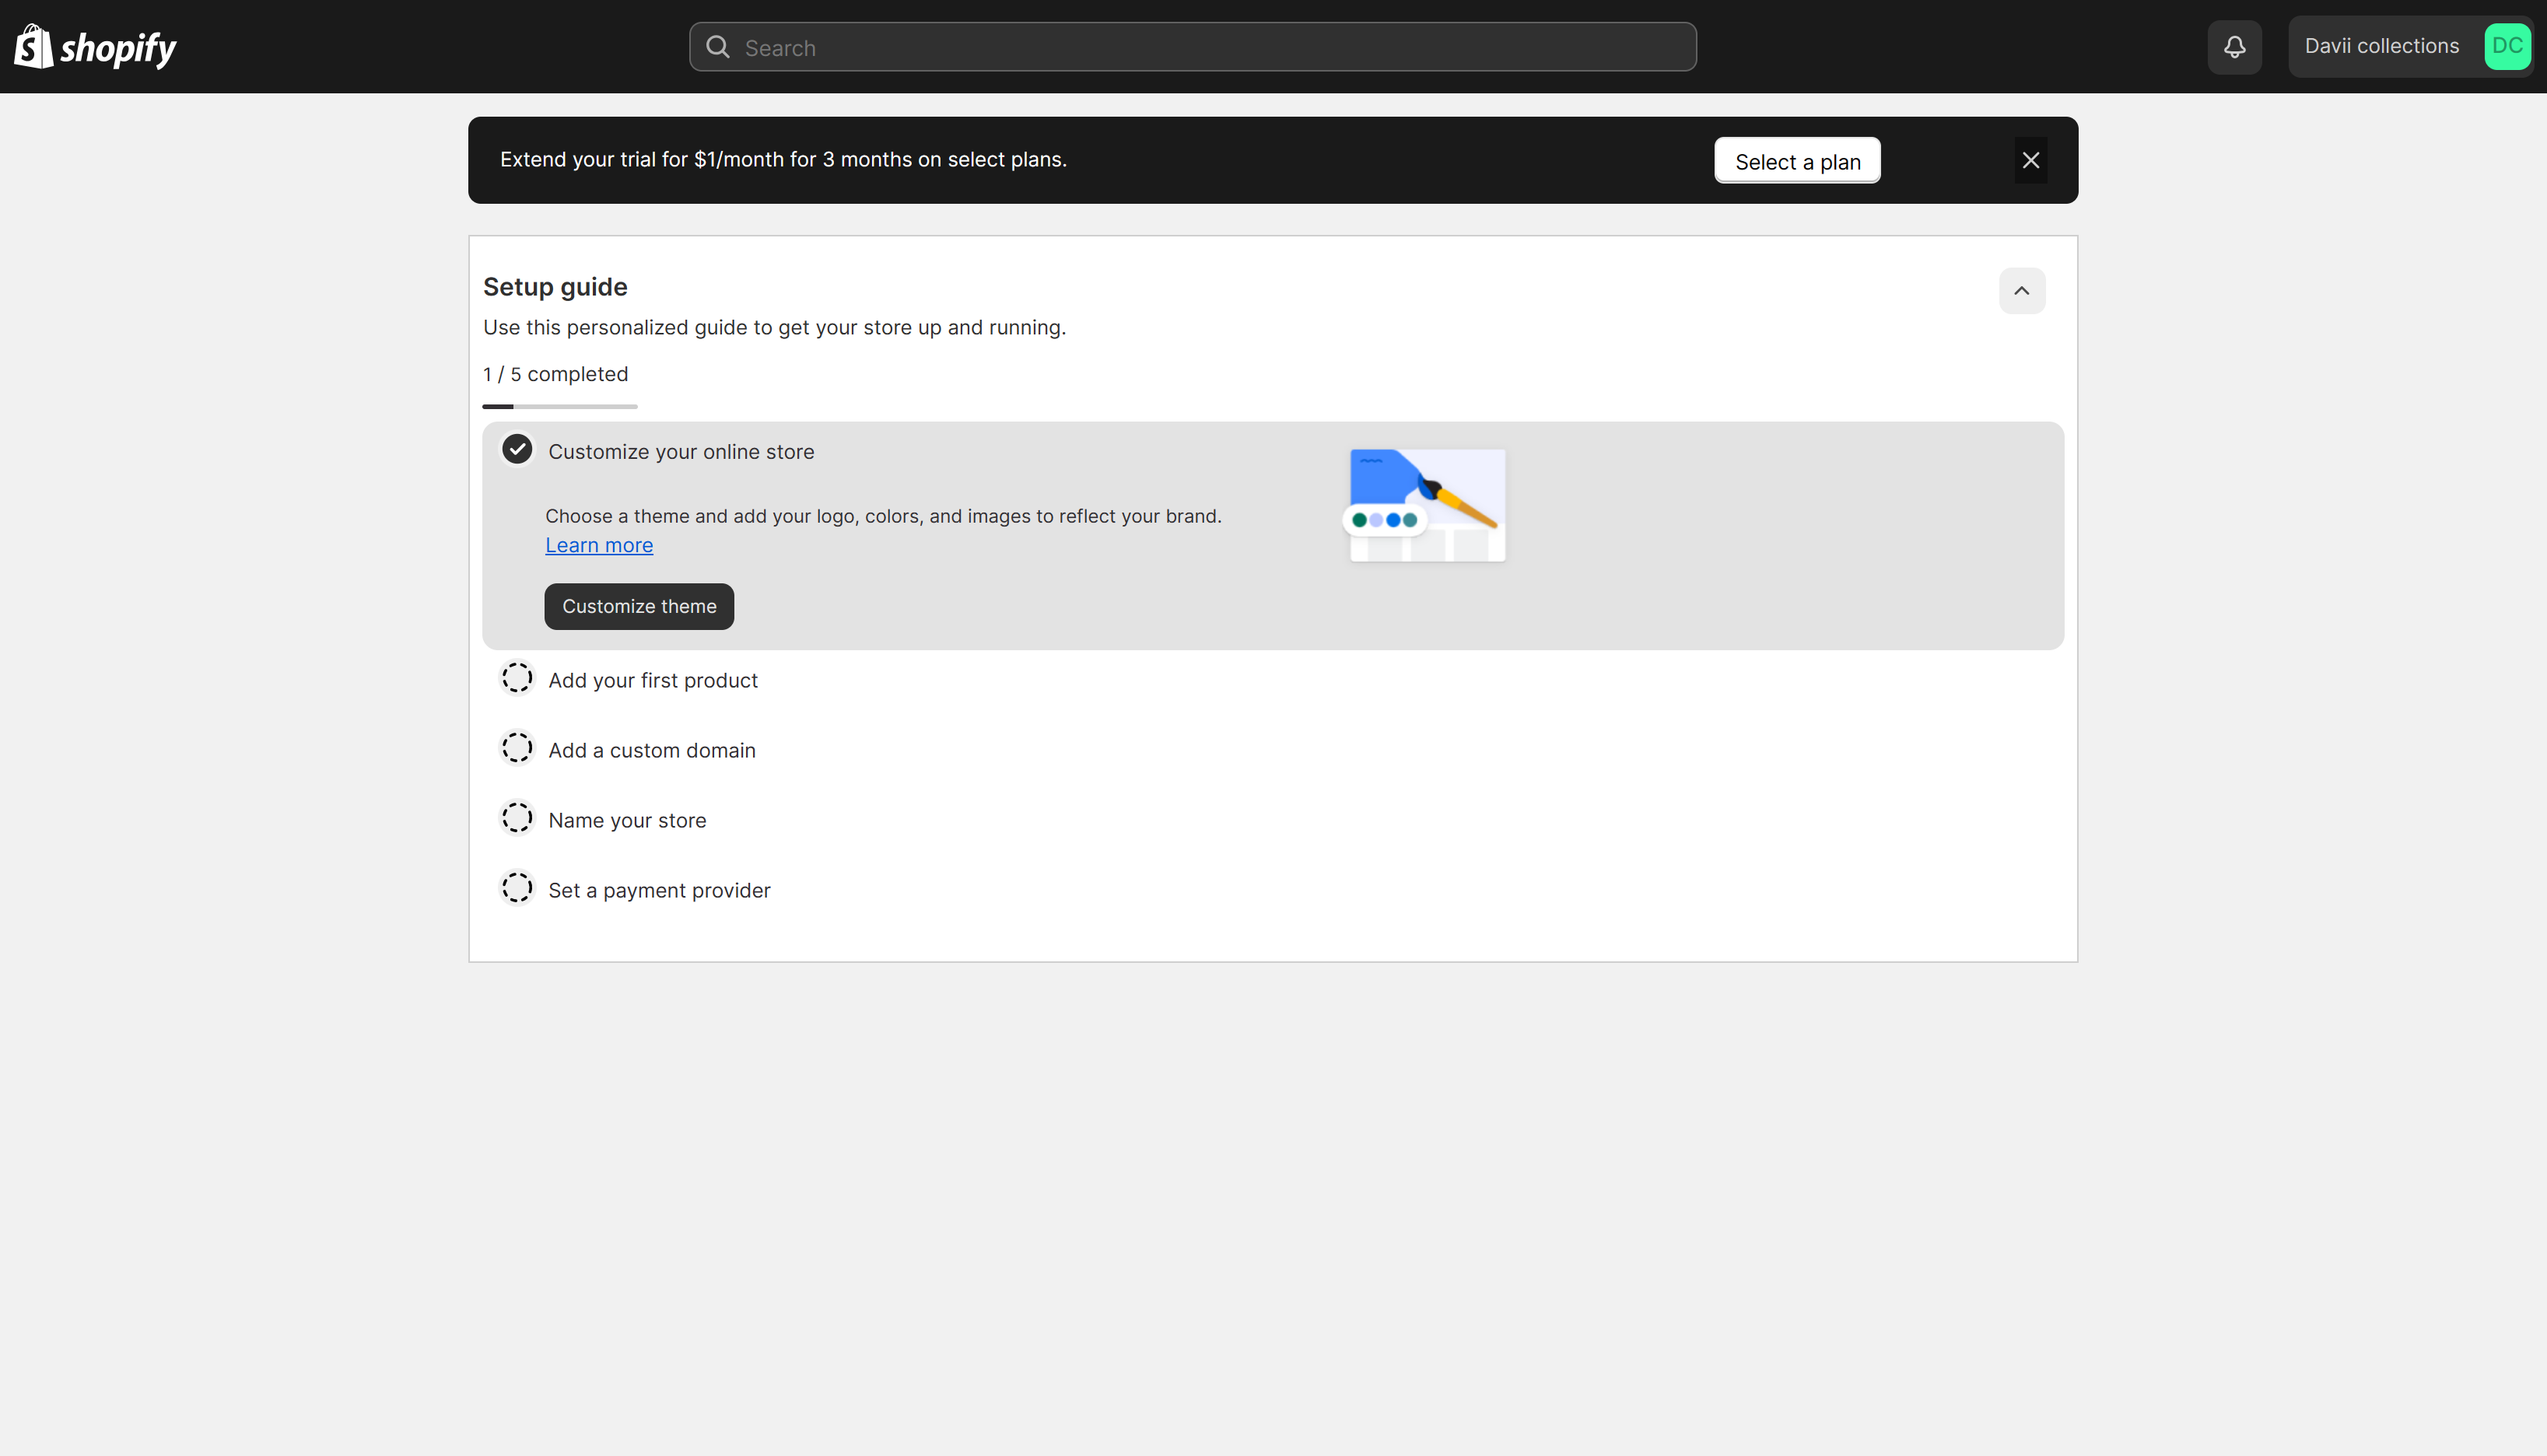 shopify
Search
Davii collections
DC
Extend your trial for $1/month for 3 months on select plans.
Select a plan
Setup guide
Use this personalized guide to get your store up and running.
1 / 5 completed
Customize your online store
Choose a theme and add your logo, colors, and images to reflect your brand.
Learn more
Customize theme
Add your first product
Add a custom domain
Name your store
Set a payment provider